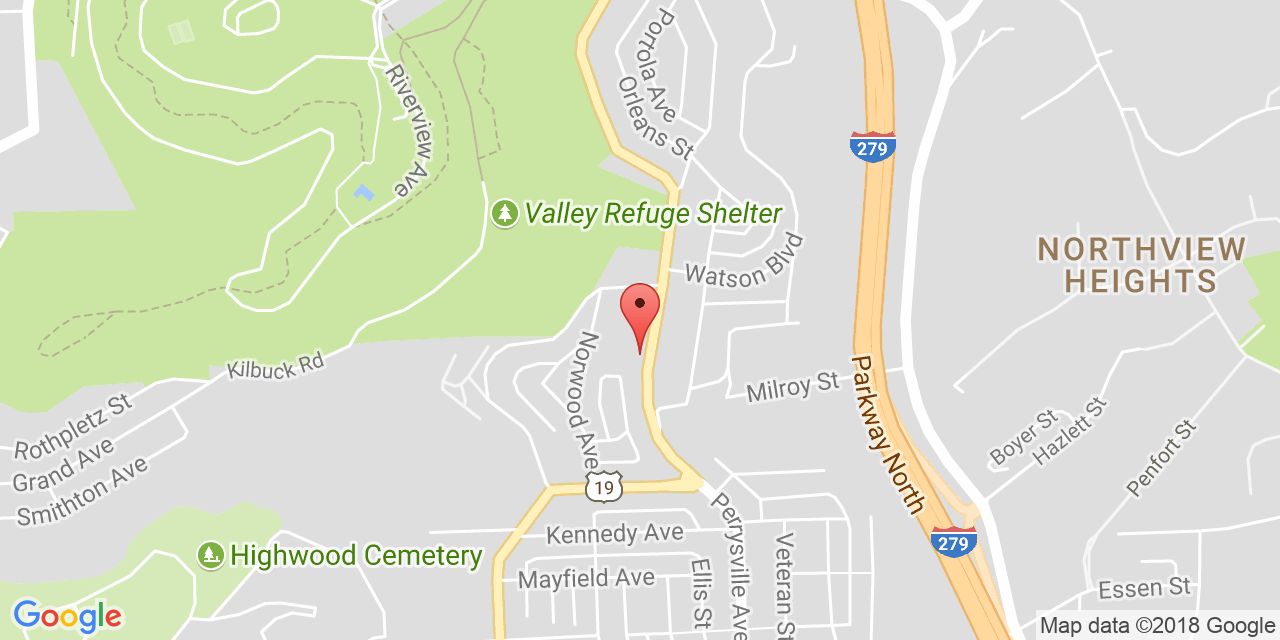 Portola Ave
Orleans St
Riverview Ave
279
Valley Refuge Shelter
Watson Blvd
NORTHVIEW
HEIGHTS
Kilbuck Rd
Norwood Ave
Milroy St
Parkway North
Rothpletz St
Grand Ave
Smithton Ave
Boyer St
Hazlett St
Penfort St
19
Perrysville Ave
Kennedy Ave
Veteran St
279
Highwood Cemetery
Mayfield Ave
Ellis St
Essen St
Google
Map data ©2018 Google